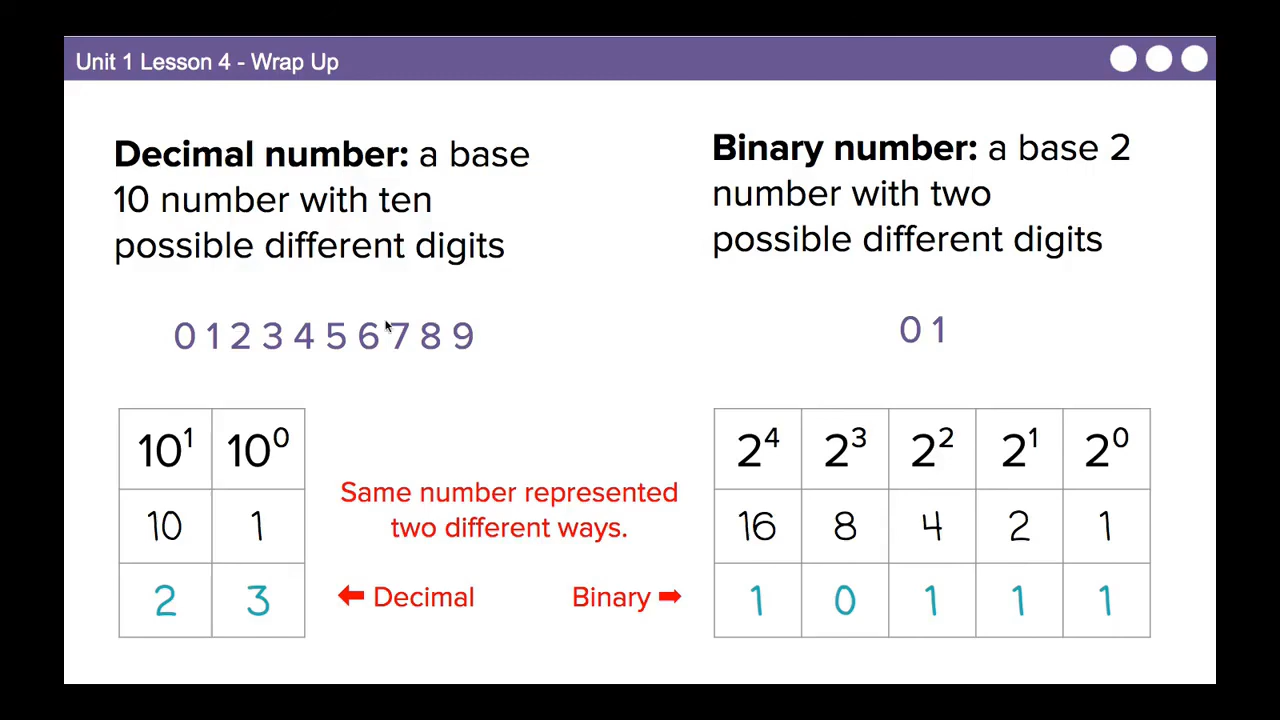 Unit 1 Lesson 4 - Wrap Up
Decimal number: a base
10 number with ten
possible different digits
0 1 2 3 4 5 6 7 8 9
Binary number: a base 2
number with two
possible different digits
0 1
10¹ 10⁰
10 1
2 3
Same number represented
two different ways.
⬅ Decimal
Binary ➡
2⁴ 2³ 2² 2¹ 2⁰
16 8 4 2 1
1 0 1 1 1